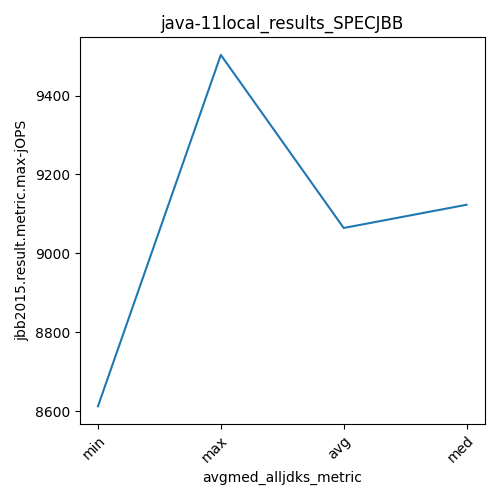 java-11local_results_SPECJBB
jbb2015.result.metric.max-jOPS
9400
9200
9000
8800
8600
min
max
avg
med
avgmed_alljdks_metric